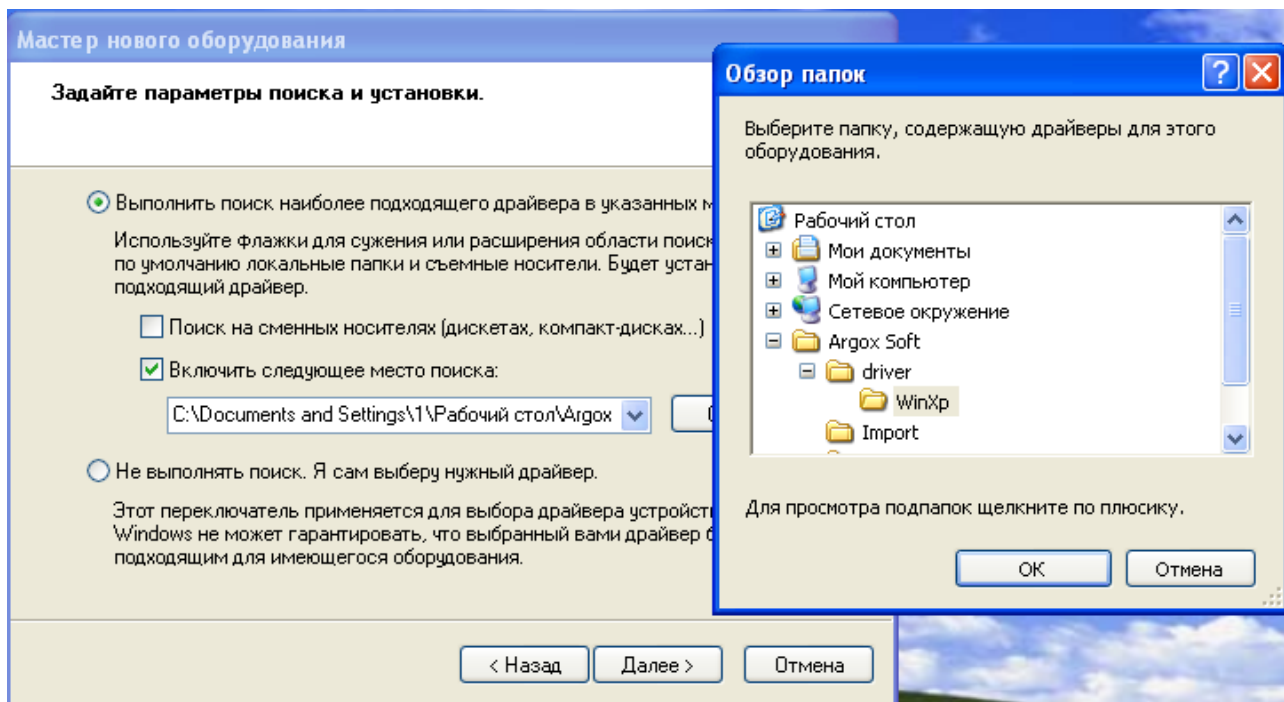 Мастер нового оборудования
Задайте параметры поиска и установки.
Выполнить поиск наиболее подходящего драйвера в указанных
Используйте флажки для сужения или расширения области
по умолчанию локальные папки и съемные носители. Будет
подходящий драйвер.
Поиск на сменных носителях (дискетах, компакт-дисках...)
Включить следующее место поиска:
C:\Documents and Settings\1\Рабочий стол\Argox
Не выполнять поиск. Я сам выберу нужный драйвер.
Этот переключатель применяется для выбора драйвера
Windows не может гарантировать, что выбранный вами драйвер
подходящим для имеющегося оборудования.
< Назад
Далее >
Отмена
Обзор папок
Выберите папку, содержащую драйверы для этого
оборудования.
Рабочий стол
Мои документы
Мой компьютер
Сетевое окружение
Argox Soft
driver
WinXp
Import
Для просмотра подпапок щелкните по плюсику.
ОК
Отмена